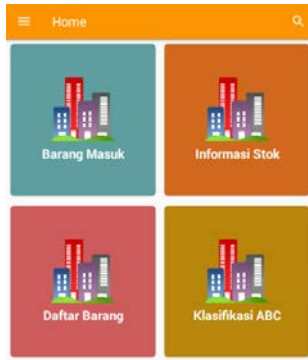 Home
Barang Masuk
Informasi Stok
Daftar Barang
Klasifikasi ABC